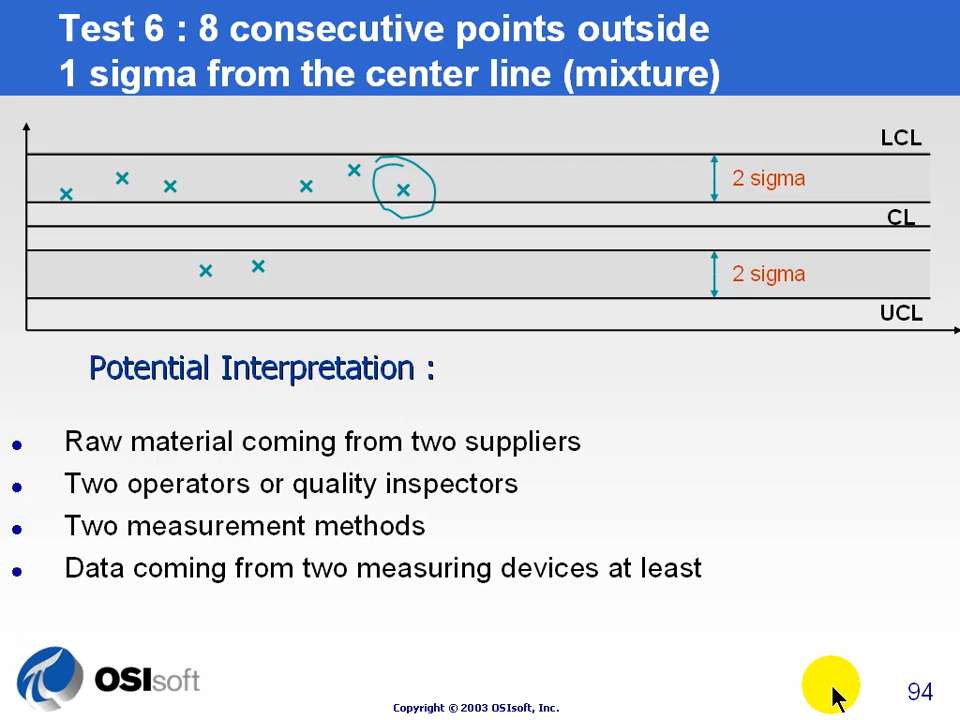 Test 6 : 8 consecutive points outside
1 sigma from the center line (mixture)
LCL
2 sigma
CL
2 sigma
UCL
Potential Interpretation :
Raw material coming from two suppliers
Two operators or quality inspectors
Two measurement methods
Data coming from two measuring devices at least
OSIsoft
94
Copyright © 2003 OSIsoft, Inc.